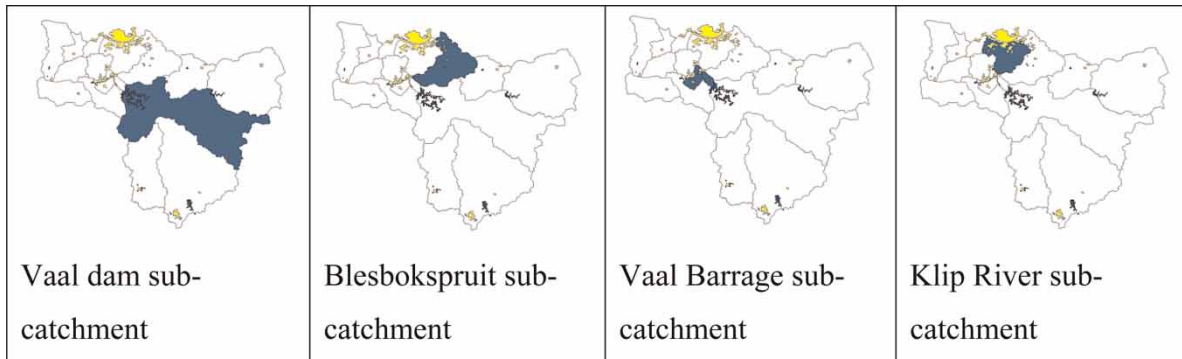 Vaal dam sub-
catchment
Blesbokspruit sub-
catchment
Vaal Barrage sub-
catchment
Klip River sub-
catchment